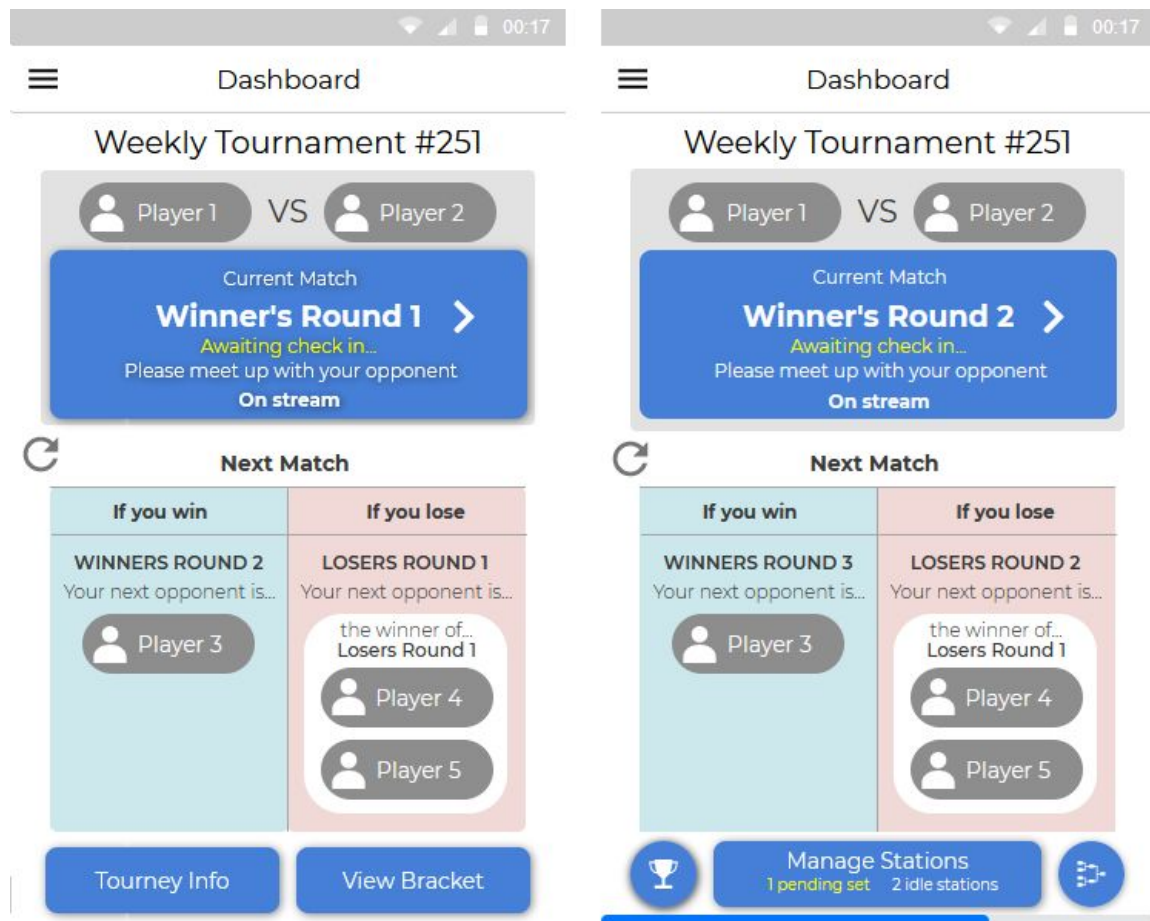 00:17
Dashboard
Weekly Tournament #251
Player 1 VS Player 2
Current Match
Winner's Round 1
Awaiting check in...
Please meet up with your opponent
On stream
Next Match
If you win
If you lose
WINNERS ROUND 2
Your next opponent is...
Player 3
LOSERS ROUND 1
Your next opponent is...
the winner of...
Losers Round 1
Player 4
Player 5
Tourney Info
View Bracket
00:17
Dashboard
Weekly Tournament #251
Player 1 VS Player 2
Current Match
Winner's Round 2
Awaiting check in...
Please meet up with your opponent
On stream
Next Match
If you win
If you lose
WINNERS ROUND 3
Your next opponent is...
Player 3
LOSERS ROUND 2
Your next opponent is...
the winner of...
Losers Round 1
Player 4
Player 5
Manage Stations
1 pending set 2 idle stations